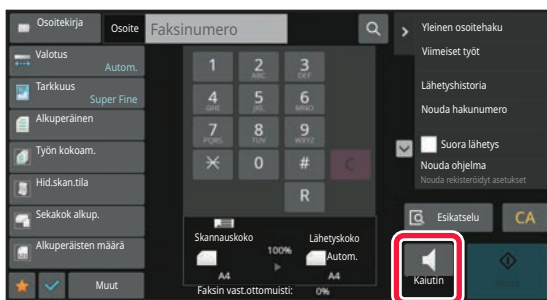 Osoitekirja
Osoite
Faksinumero
Valotus
Autom.
Tarkkuus
Super Fine
Alkuperäinen
Työn kokoam.
Hid.skan.tila
Sekakok alkup.
Alkuperäisten määrä
Muut
1
2
ABC
3
DEF
4
GHI
5
JKL
6
MNO
7
PQRS
8
TUV
9
WXYZ
0
#
C
R
Skannauskoko
100%
Lähetyskoko
Autom.
A4
A4
Faksin vast.ottomuisti: 0%
Yleinen osoitehaku
Viimeiset työt
Lähetyshistoria
Nouda hakunumero
Suora lähetys
Nouda ohjelma
Nouda rekisteröidyt asetukset
Esikatselu
CA
Kaiutin